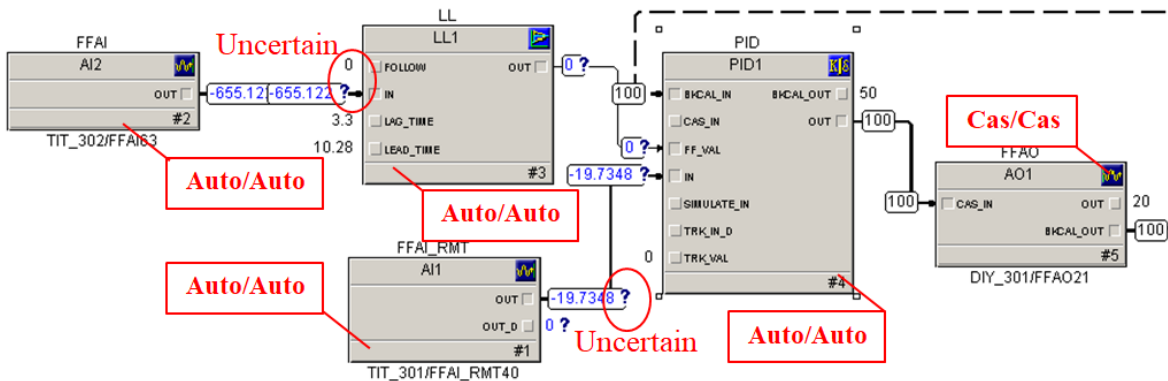 FFAI
AI2
OUT
#2
TIT_302/FFAI63
Auto/Auto
-655.12
-655.122 ?
Uncertain
LL
LL1
0
FOLLOW
OUT
0 ?
IN
3.3
LAG_TIME
10.28
LEAD_TIME
#3
Auto/Auto
FFAI_RMT
AI1
OUT
-19.7348 ?
OUT_D
0 ?
#1
TIT_301/FFAI_RMT40
Auto/Auto
Uncertain
PID
PID1
100
BKCAL_IN
BKCAL_OUT
50
CAS_IN
OUT
100
0 ?
FF_VAL
-19.7348 ?
IN
SIMULATE_IN
TRK_IN_D
0
TRK_VAL
#4
Auto/Auto
Cas/Cas
FFAO
AO1
100
CAS_IN
OUT
20
BKCAL_OUT
100
#5
DIY_301/FFAO21